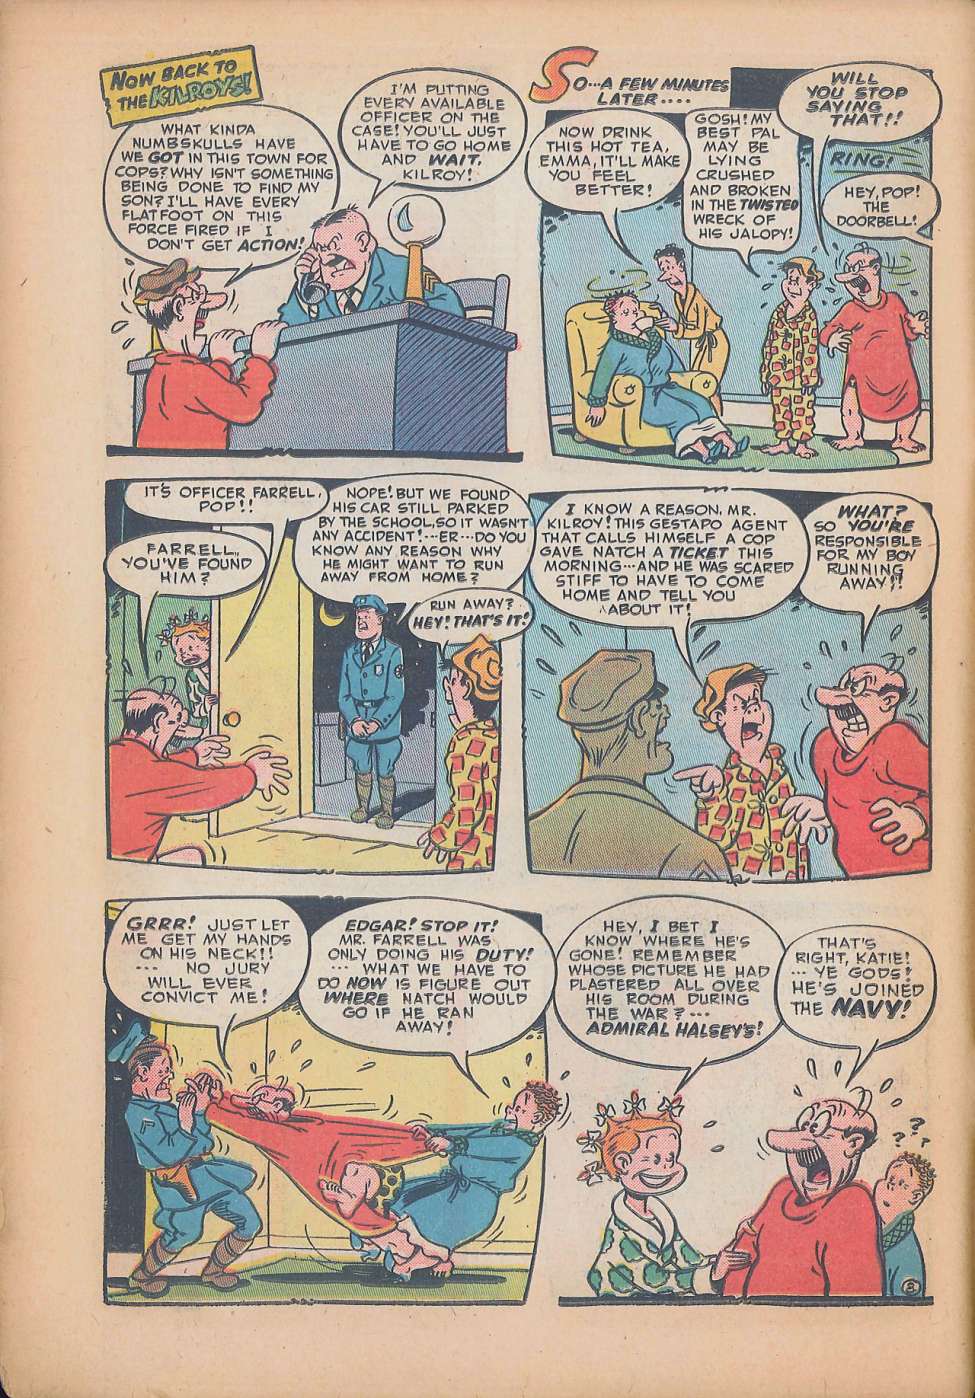 NOW BACK TO
THE KILROYS!
WHAT KINDA
NUMBSKULLS HAVE
WE GOT IN THIS TOWN FOR
COPS? WHY ISN'T SOMETHING
BEING DONE TO FIND MY
SON? I'LL HAVE EVERY
FLATFOOT ON THIS
FORCE FIRED IF I
DON'T GET ACTION!
I'M PUTTING
EVERY AVAILABLE
OFFICER ON THE
CASE! YOU'LL JUST
HAVE TO GO HOME
AND WAIT,
KILROY!
SO...A FEW MINUTES
LATER....
NOW DRINK
THIS HOT TEA,
EMMA, IT'LL MAKE
YOU FEEL
BETTER!
GOSH! MY
BEST PAL
MAY BE
LYING
CRUSHED
AND BROKEN
IN THE TWISTED
WRECK OF
HIS JALOPY!
WILL
YOU STOP
SAYING
THAT!!
RING!
HEY, POP!
THE
DOORBELL!
IT'S OFFICER FARRELL,
POP!!
FARRELL,
YOU'VE FOUND
HIM?
NOPE! BUT WE FOUND
HIS CAR STILL PARKED
BY THE SCHOOL, SO IT WASN'T
ANY ACCIDENT!...ER...DO YOU
KNOW ANY REASON WHY
HE MIGHT WANT TO RUN
AWAY FROM HOME?
RUN AWAY?
HEY! THAT'S IT!
I KNOW A REASON, MR.
KILROY! THIS GESTAPO AGENT
THAT CALLS HIMSELF A COP
GAVE NATCH A TICKET THIS
MORNING...AND HE WAS SCARED
STIFF TO HAVE TO COME
HOME AND TELL YOU
ABOUT IT!
WHAT?
SO YOU'RE
RESPONSIBLE
FOR MY BOY
RUNNING
AWAY!!
GRRR! JUST LET
ME GET MY HANDS
ON HIS NECK!!
... NO JURY
WILL EVER
CONVICT ME!
EDGAR! STOP IT!
MR. FARRELL WAS
ONLY DOING HIS DUTY!
... WHAT WE HAVE TO
DO NOW IS FIGURE OUT
WHERE NATCH WOULD
GO IF HE RAN
AWAY!
HEY, I BET I
KNOW WHERE HE'S
GONE! REMEMBER
WHOSE PICTURE HE HAD
PLASTERED ALL OVER
HIS ROOM DURING
THE WAR?...
ADMIRAL HALSEY'S!
THAT'S
RIGHT, KATIE!
...YE GODS!
HE'S JOINED
THE NAVY!
? ? ?
8